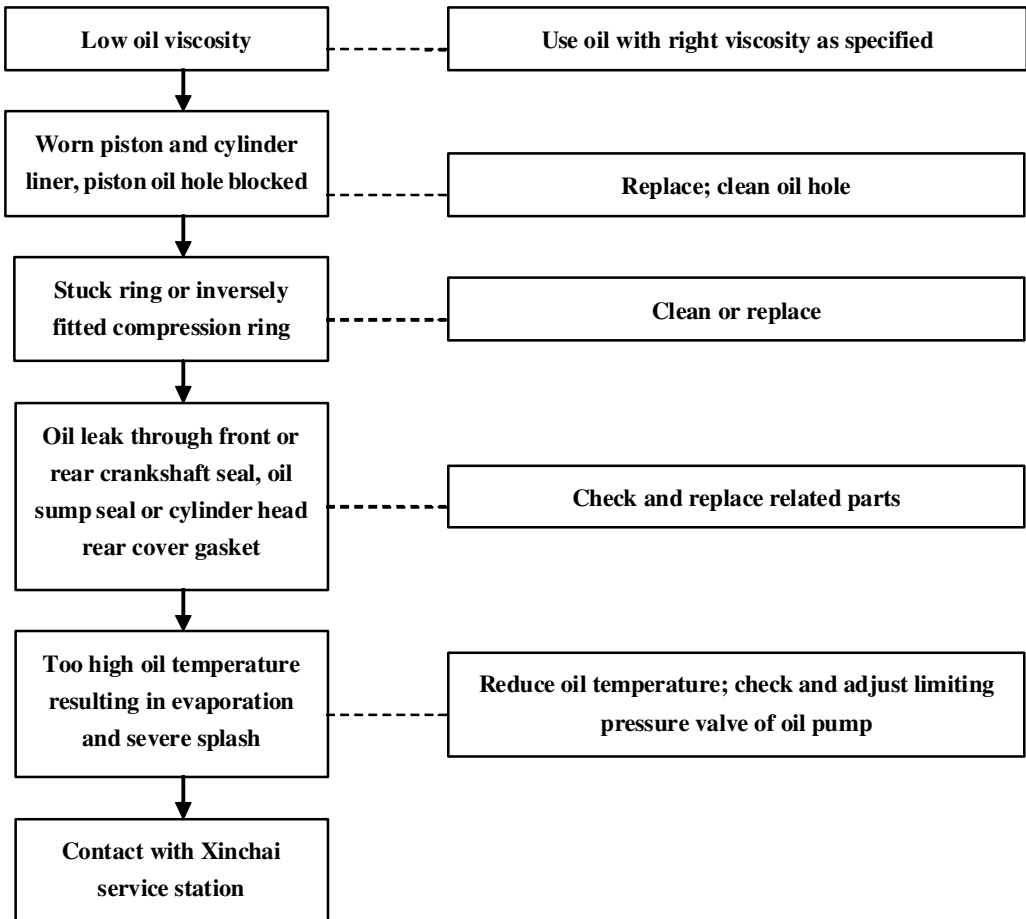 Low oil viscosity
Use oil with right viscosity as specified
Worn piston and cylinder
liner, piston oil hole blocked
Replace; clean oil hole
Stuck ring or inversely
fitted compression ring
Clean or replace
Oil leak through front or
rear crankshaft seal, oil
sump seal or cylinder head
rear cover gasket
Check and replace related parts
Too high oil temperature
resulting in evaporation
and severe splash
Reduce oil temperature; check and adjust limiting
pressure valve of oil pump
Contact with Xinchai
service station